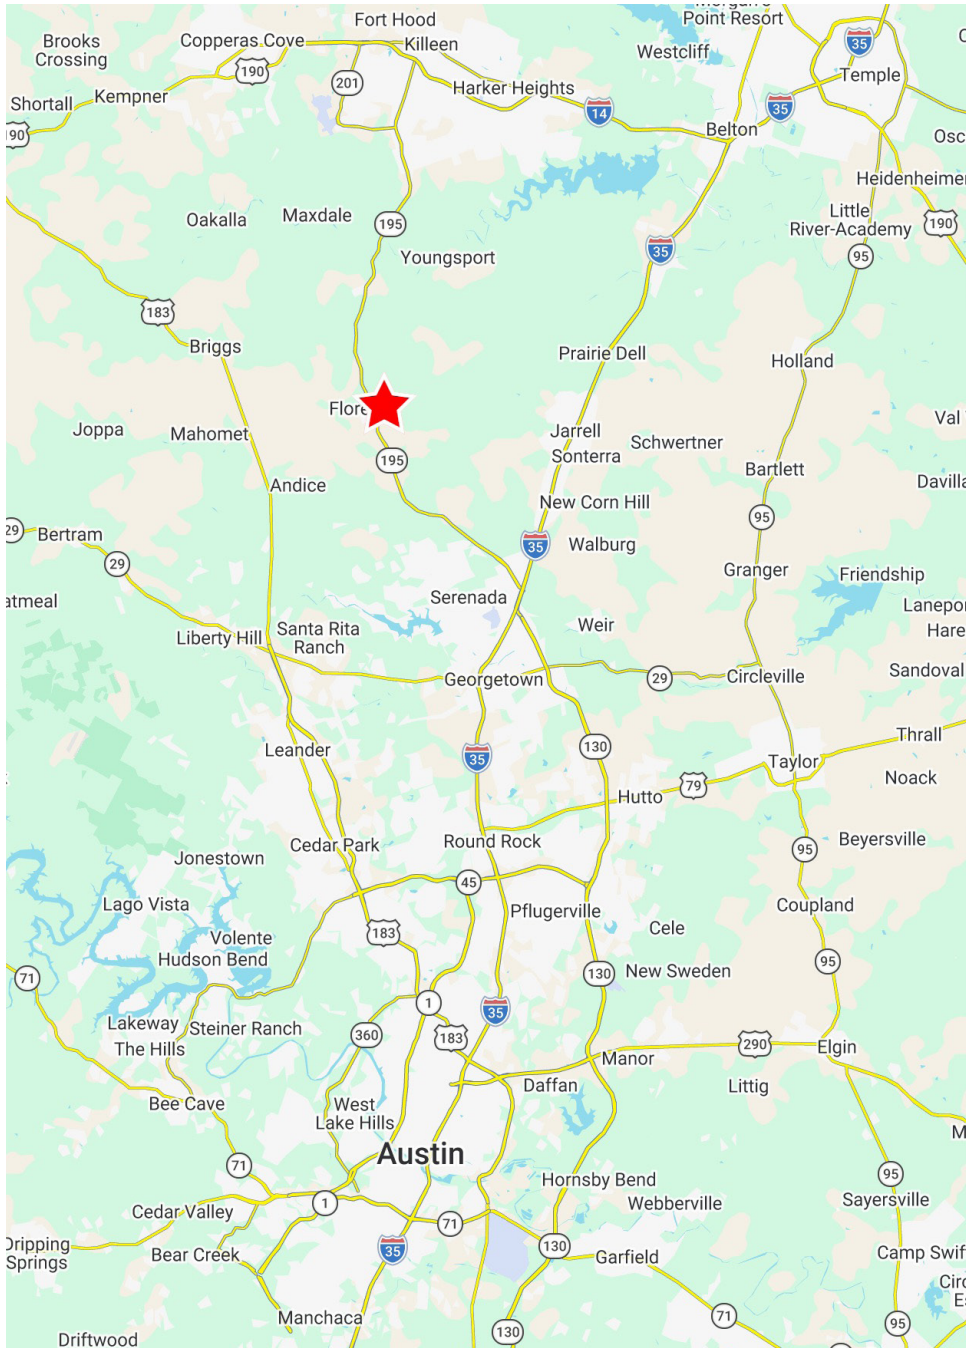 Morgan's
Point Resort
Fort Hood
Brooks
Crossing
Copperas Cove
Killeen
35
Westcliff
190
201
Temple
Shortall
Kempner
Harker Heights
14
35
190
Belton
Heidenheimer
Oakalla
Maxdale
195
Little
River-Academy
190
35
95
Youngsport
183
Briggs
Prairie Dell
Holland
Joppa
Mahomet
195
Jarrell
Sonterra
Schwertner
Bartlett
Val
Andice
New Corn Hill
95
29
Bertram
35
Walburg
29
Granger
Friendship
Serenada
Weir
Liberty Hill
Santa Rita
Ranch
Georgetown
29
Circleville
Sandoval
Leander
35
130
Thrall
Taylor
Noack
79
Hutto
Cedar Park
Round Rock
Beyersville
95
Jonestown
45
Lago Vista
Pflugerville
Coupland
183
Cele
Volente
Hudson Bend
95
71
130
New Sweden
1
35
Lakeway
Steiner Ranch
360
183
The Hills
290
Elgin
Manor
Daffan
Littig
Bee Cave
West
Lake Hills
Austin
71
Hornsby Bend
95
1
Webberville
Sayersville
Cedar Valley
71
Dripping
Springs
Bear Creek
35
130
Garfield
Camp Swift
Manchaca
71
130
95
Driftwood